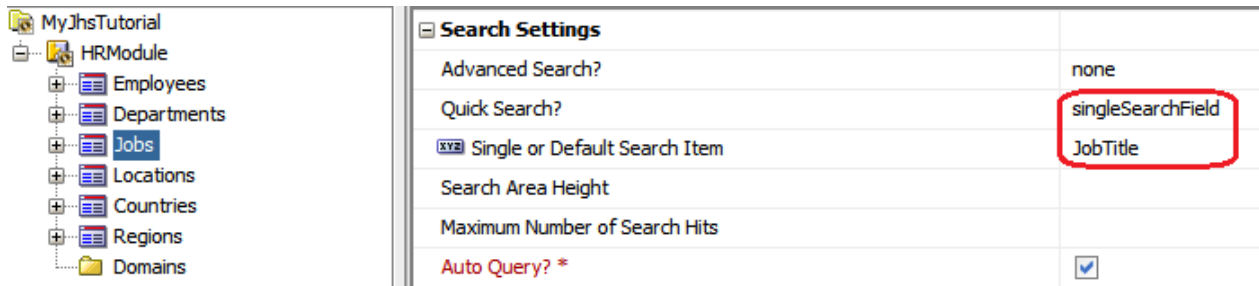 MyJhsTutorial
HRModule
Employees
Departments
Jobs
Locations
Countries
Regions
Domains
Search Settings
Advanced Search? none
Quick Search? singleSearchField
XYZ Single or Default Search Item JobTitle
Search Area Height
Maximum Number of Search Hits
Auto Query? *